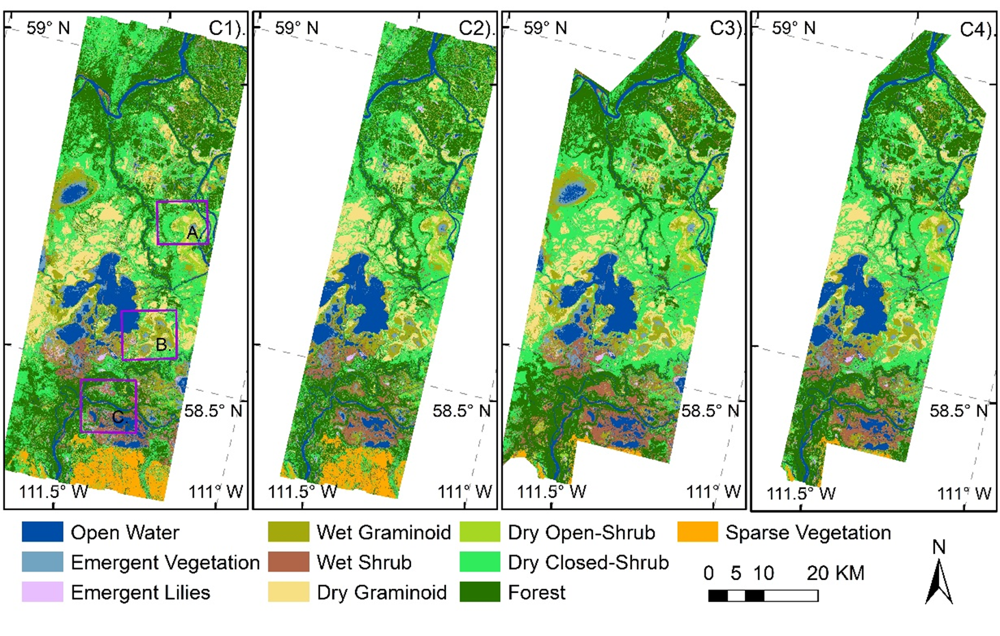 59° N
C1).
59° N
C2).
59° N
C3).
59° N
C4).
A.
B.
C.
58.5° N
58.5° N
58.5° N
58.5° N
111.5° W
111° W
111.5° W
111° W
111.5° W
111° W
111.5° W
111° W
Open Water
Wet Graminoid
Dry Open-Shrub
Sparse Vegetation
Emergent Vegetation
Wet Shrub
Dry Closed-Shrub
Emergent Lilies
Dry Graminoid
Forest
0 5 10 20 KM
N